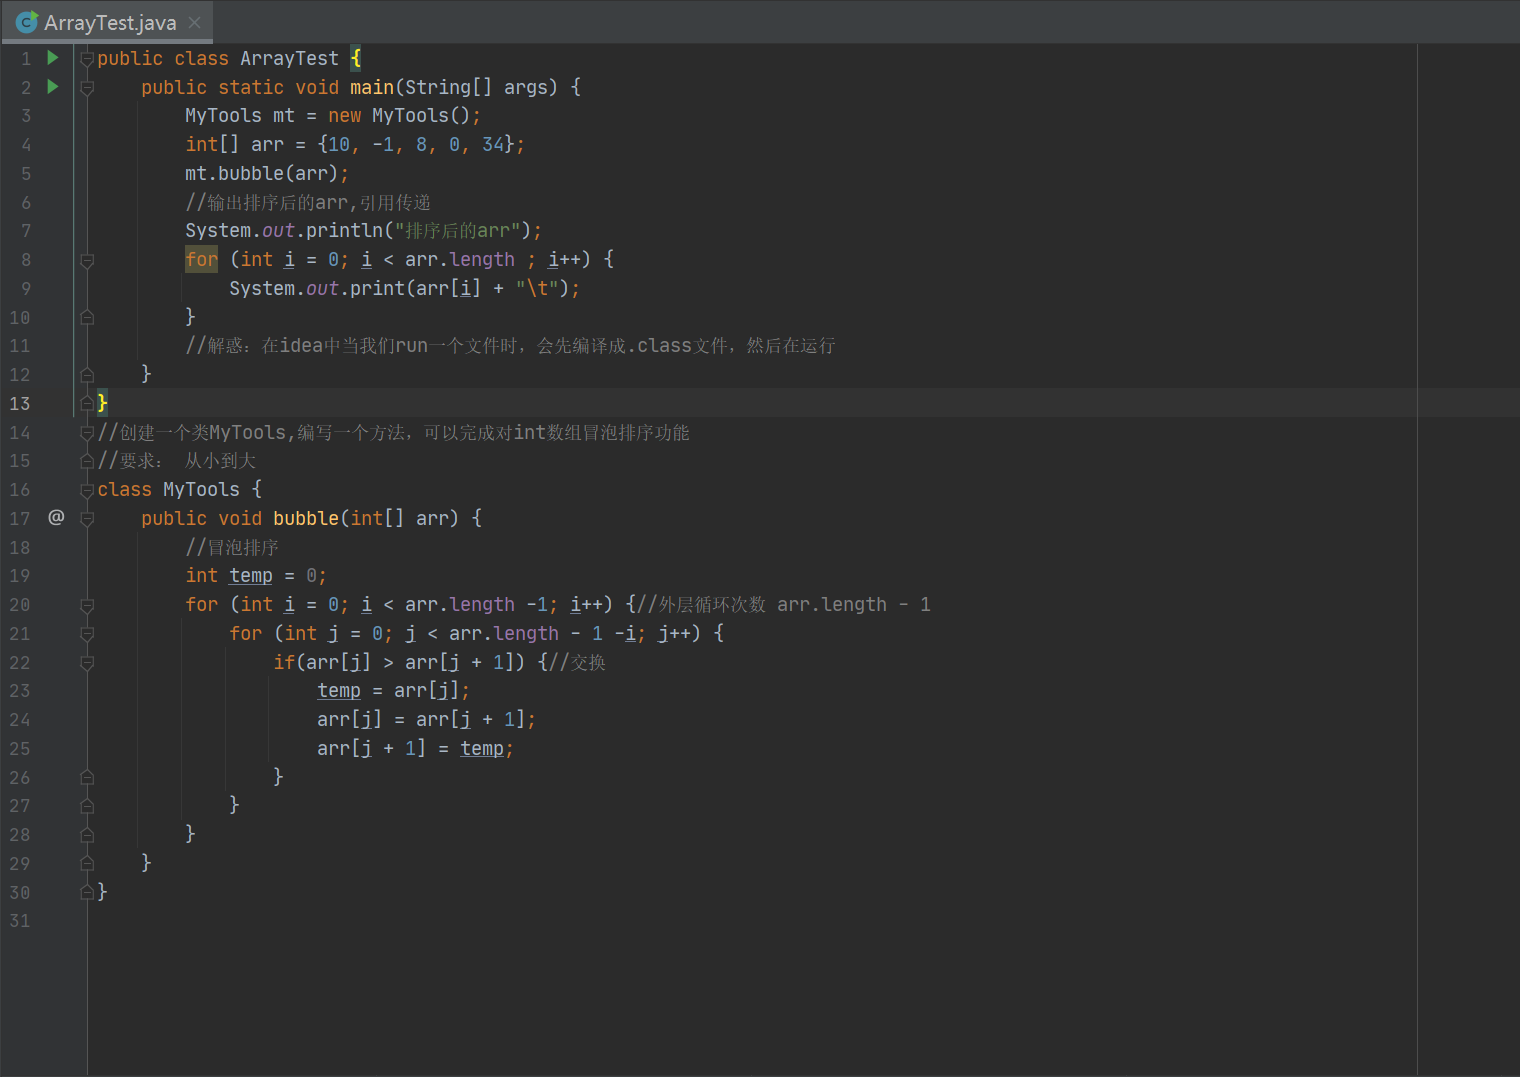 ArrayTest.java
1 public class ArrayTest {
2     public static void main(String[] args) {
3         MyTools mt = new MyTools();
4         int[] arr = {10, -1, 8, 0, 34};
5         mt.bubble(arr);
6         //输出排序后的arr,引用传递
7         System.out.println("排序后的arr");
8         for (int i = 0; i < arr.length ; i++) {
9             System.out.print(arr[i] + "\t");
10         }
11         //解惑：在idea中当我们run一个文件时，会先编译成.class文件，然后在运行
12     }
13 }
14 //创建一个类MyTools,编写一个方法，可以完成对int数组冒泡排序功能
15 //要求： 从小到大
16 class MyTools {
17 @     public void bubble(int[] arr) {
18         //冒泡排序
19         int temp = 0;
20         for (int i = 0; i < arr.length -1; i++) {//外层循环次数 arr.length - 1
21             for (int j = 0; j < arr.length - 1 -i; j++) {
22                 if(arr[j] > arr[j + 1]) {//交换
23                     temp = arr[j];
24                     arr[j] = arr[j + 1];
25                     arr[j + 1] = temp;
26                 }
27             }
28         }
29     }
30 }
31